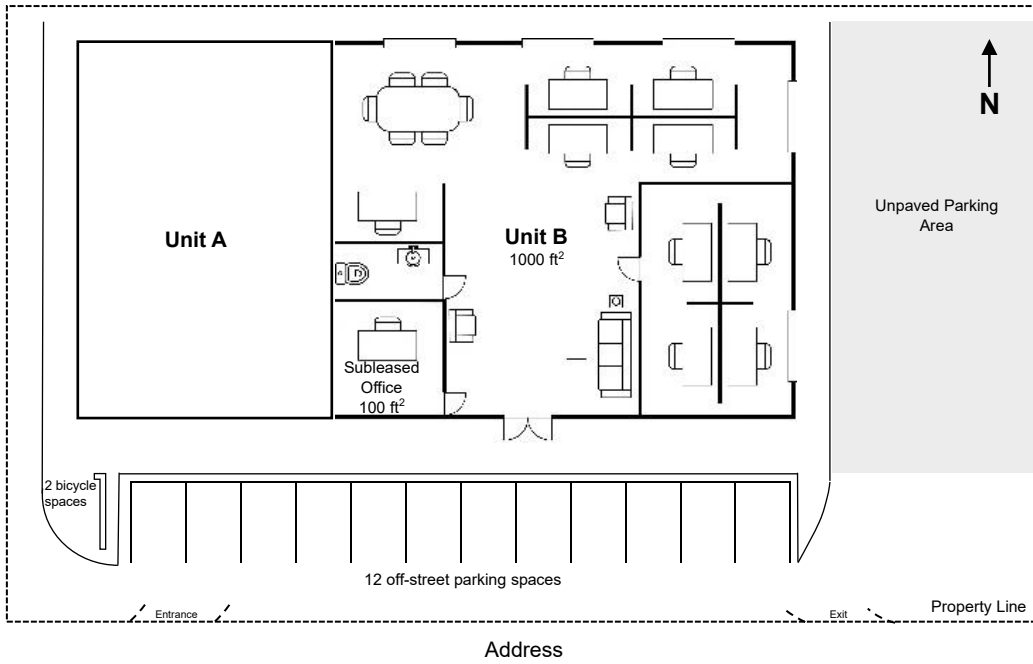 N
Unpaved Parking
Area
Unit A
Unit B
1000 ft²
Subleased
Office
100 ft²
2 bicycle
spaces
12 off-street parking spaces
Entrance
Exit
Property Line
Address